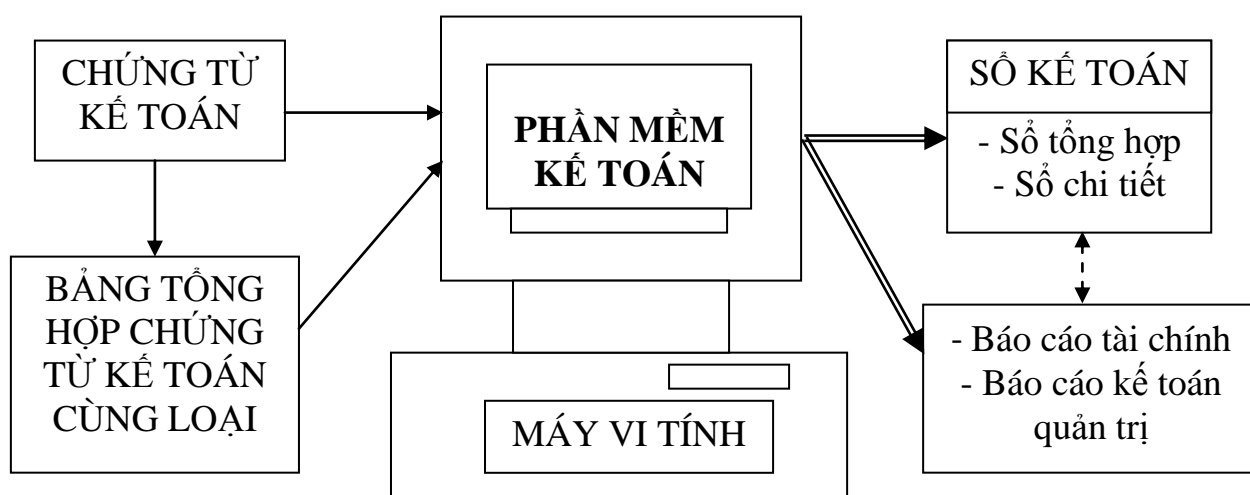 CHỨNG TỪ
KẾ TOÁN
BẢNG TỔNG
HỢP CHỨNG
TỪ KẾ TOÁN
CÙNG LOẠI
PHẦN MỀM
KẾ TOÁN
MÁY VI TÍNH
SỔ KẾ TOÁN
- Sổ tổng hợp
- Sổ chi tiết
- Báo cáo tài chính
- Báo cáo kế toán
quản trị